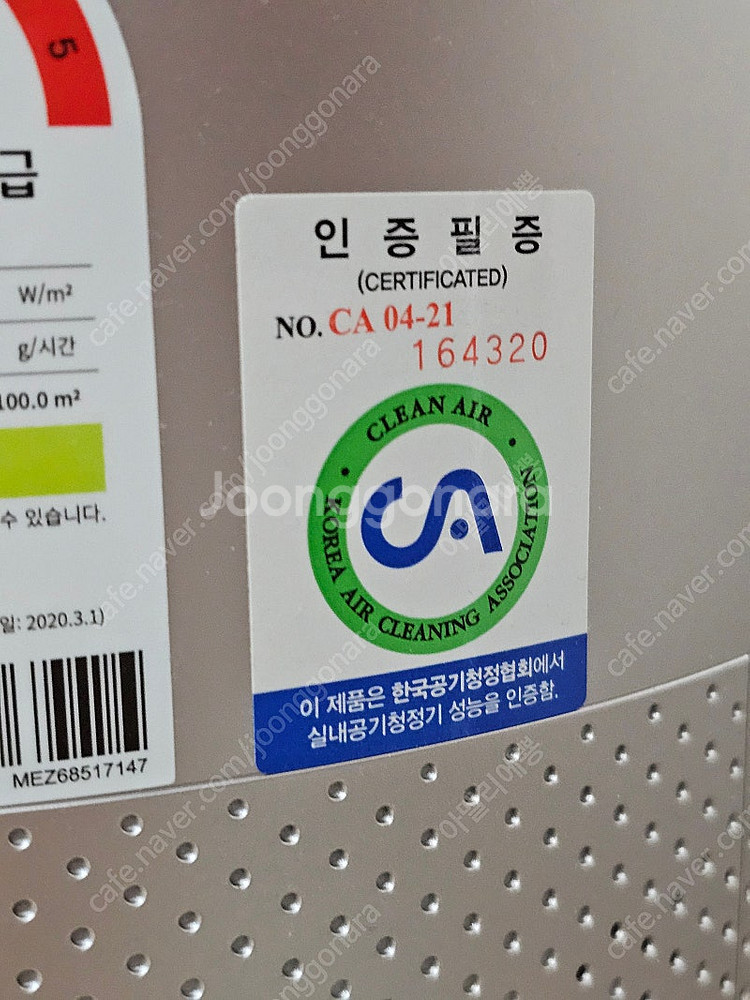 5
급
W/m²
g/시간
100.0 m²
수 있습니다.
일: 2020.3.1)
MEZ68517147
인증필증
(CERTIFICATED)
NO. CA 04-21
164320
CLEAN AIR
CA
KOREA AIR CLEANING ASSOCIATION
이 제품은 한국공기청정협회에서
실내공기청정기 성능을 인증함.
Joonggonara
cafe.naver.com/joonggonara